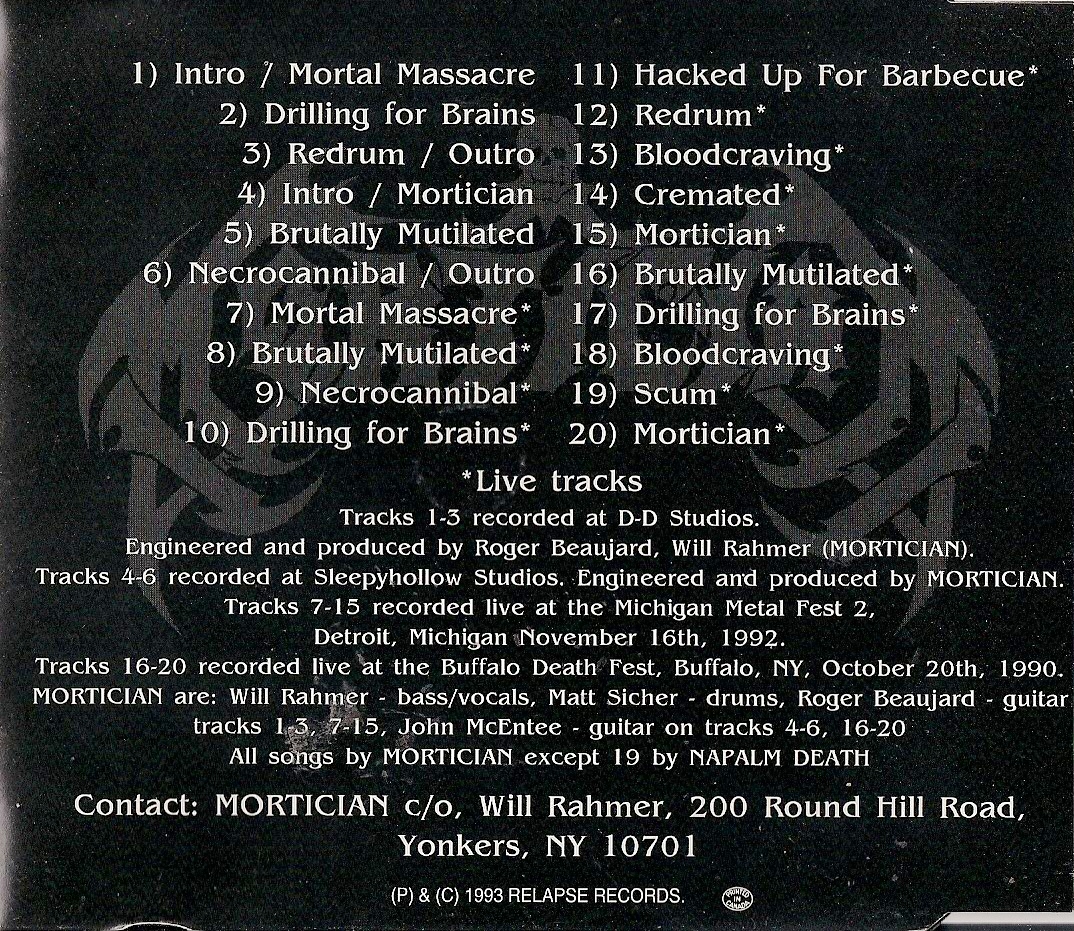 1) Intro / Mortal Massacre
2) Drilling for Brains
3) Redrum / Outro
4) Intro / Mortician
5) Brutally Mutilated
6) Necrocannibal / Outro
7) Mortal Massacre*
8) Brutally Mutilated*
9) Necrocannibal*
10) Drilling for Brains*
11) Hacked Up For Barbecue*
12) Redrum*
13) Bloodcraving*
14) Cremated*
15) Mortician*
16) Brutally Mutilated*
17) Drilling for Brains*
18) Bloodcraving*
19) Scum*
20) Mortician*
*Live tracks
Tracks 1-3 recorded at D-D Studios.
Engineered and produced by Roger Beaujard, Will Rahmer (MORTICIAN).
Tracks 4-6 recorded at Sleepyhollow Studios. Engineered and produced by MORTICIAN.
Tracks 7-15 recorded live at the Michigan Metal Fest 2,
Detroit, Michigan November 16th, 1992.
Tracks 16-20 recorded live at the Buffalo Death Fest, Buffalo, NY, October 20th, 1990.
MORTICIAN are: Will Rahmer - bass/vocals, Matt Sicher - drums, Roger Beaujard - guitar
tracks 1-3, 7-15, John McEntee - guitar on tracks 4-6, 16-20
All songs by MORTICIAN except 19 by NAPALM DEATH
Contact: MORTICIAN c/o, Will Rahmer, 200 Round Hill Road,
Yonkers, NY 10701
(P) & (C) 1993 RELAPSE RECORDS.
PRINTED
IN
CANADA